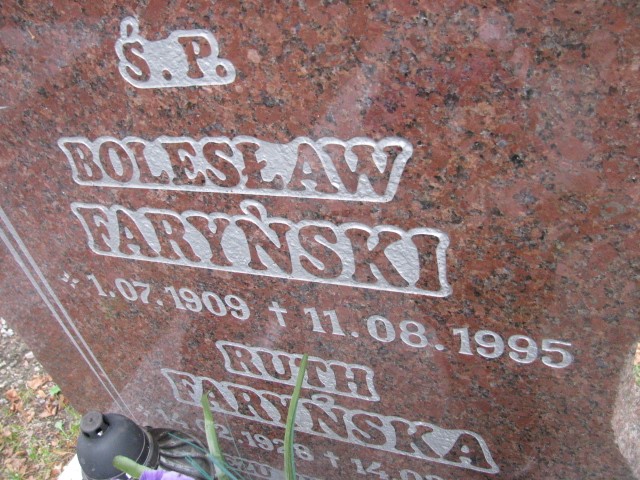 Ś.P.
BOLESŁAW
FARYŃSKI
* 1.07.1909 † 11.08.1995
RUTH
FARYŃSKA